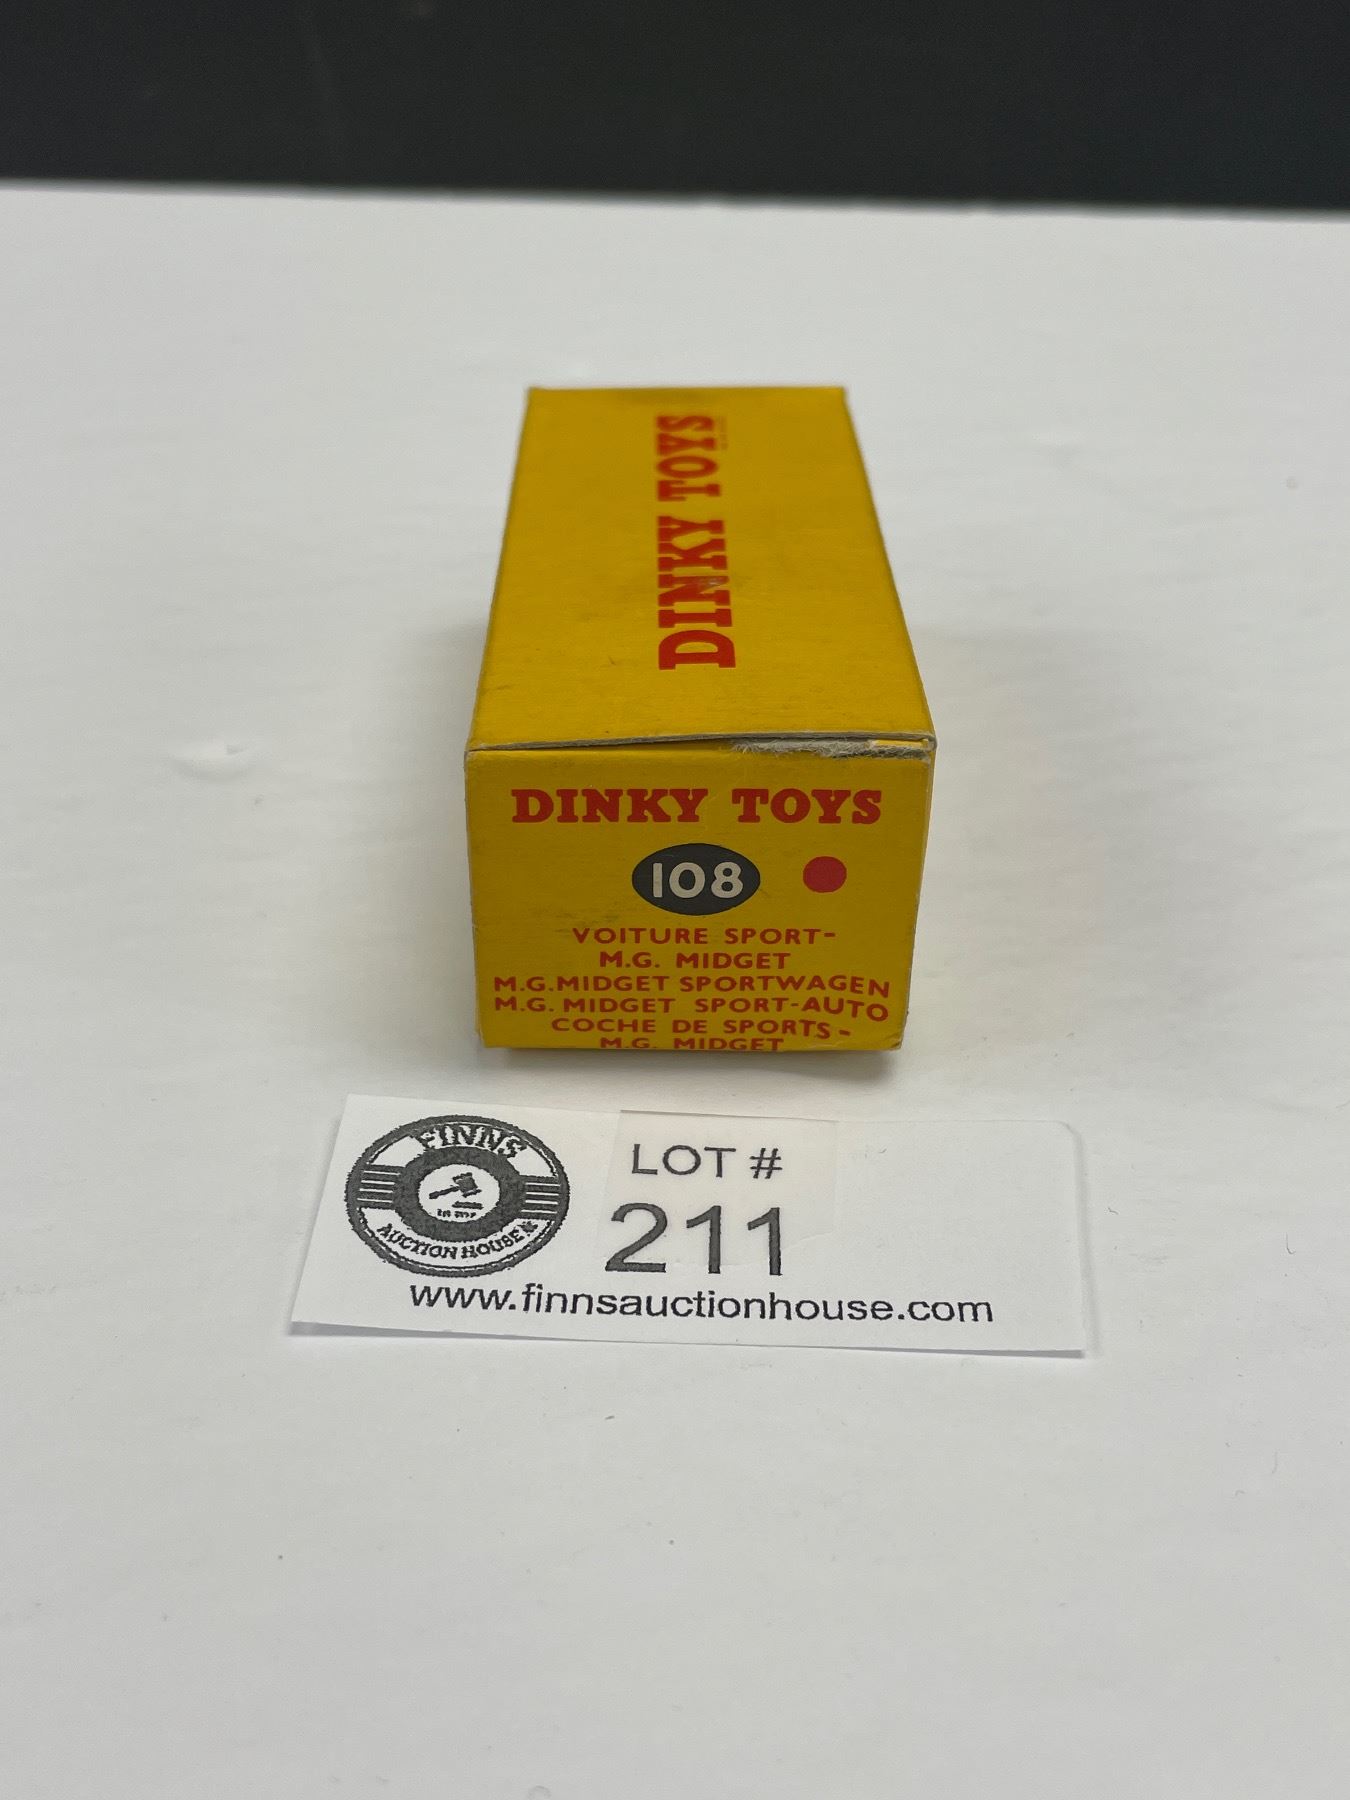 DINKY TOYS
DINKY TOYS
108
VOITURE SPORT-
M.G. MIDGET
M.G.MIDGET SPORTWAGEN
M.G. MIDGET SPORT-AUTO
COCHE DE SPORTS-
M.G. MIDGET
FINNS
AUCTION HOUSE
LOT #
211
www.finnsauctionhouse.com